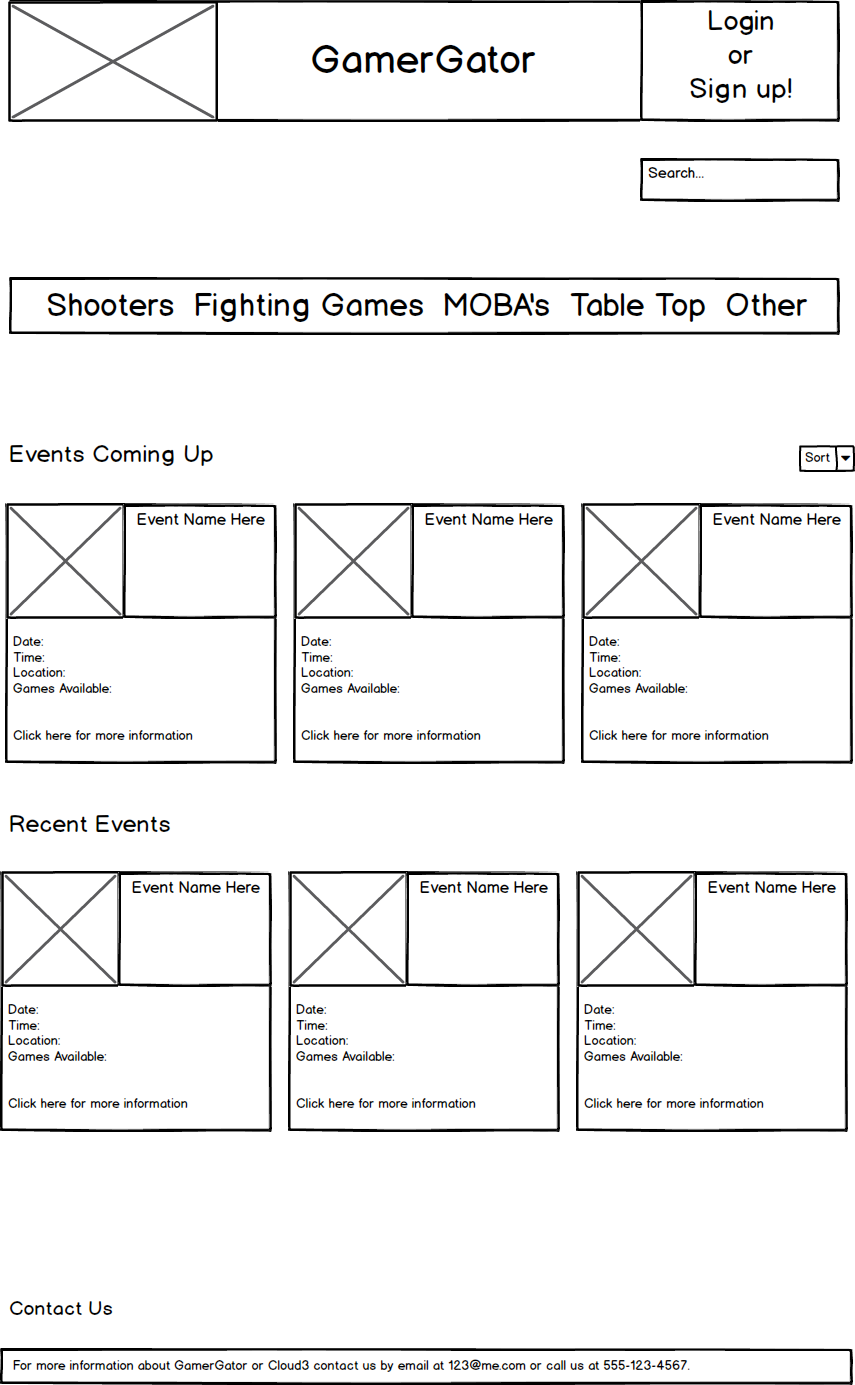 GamerGator
Login
or
Sign up!
Search...
Shooters Fighting Games MOBA's Table Top Other
Events Coming Up
Sort
Event Name Here
Date:
Time:
Location:
Games Available:
Click here for more information
Event Name Here
Date:
Time:
Location:
Games Available:
Click here for more information
Event Name Here
Date:
Time:
Location:
Games Available:
Click here for more information
Recent Events
Event Name Here
Date:
Time:
Location:
Games Available:
Click here for more information
Event Name Here
Date:
Time:
Location:
Games Available:
Click here for more information
Event Name Here
Date:
Time:
Location:
Games Available:
Click here for more information
Contact Us
For more information about GamerGator or Cloud3 contact us by email at 123@me.com or call us at 555-123-4567.